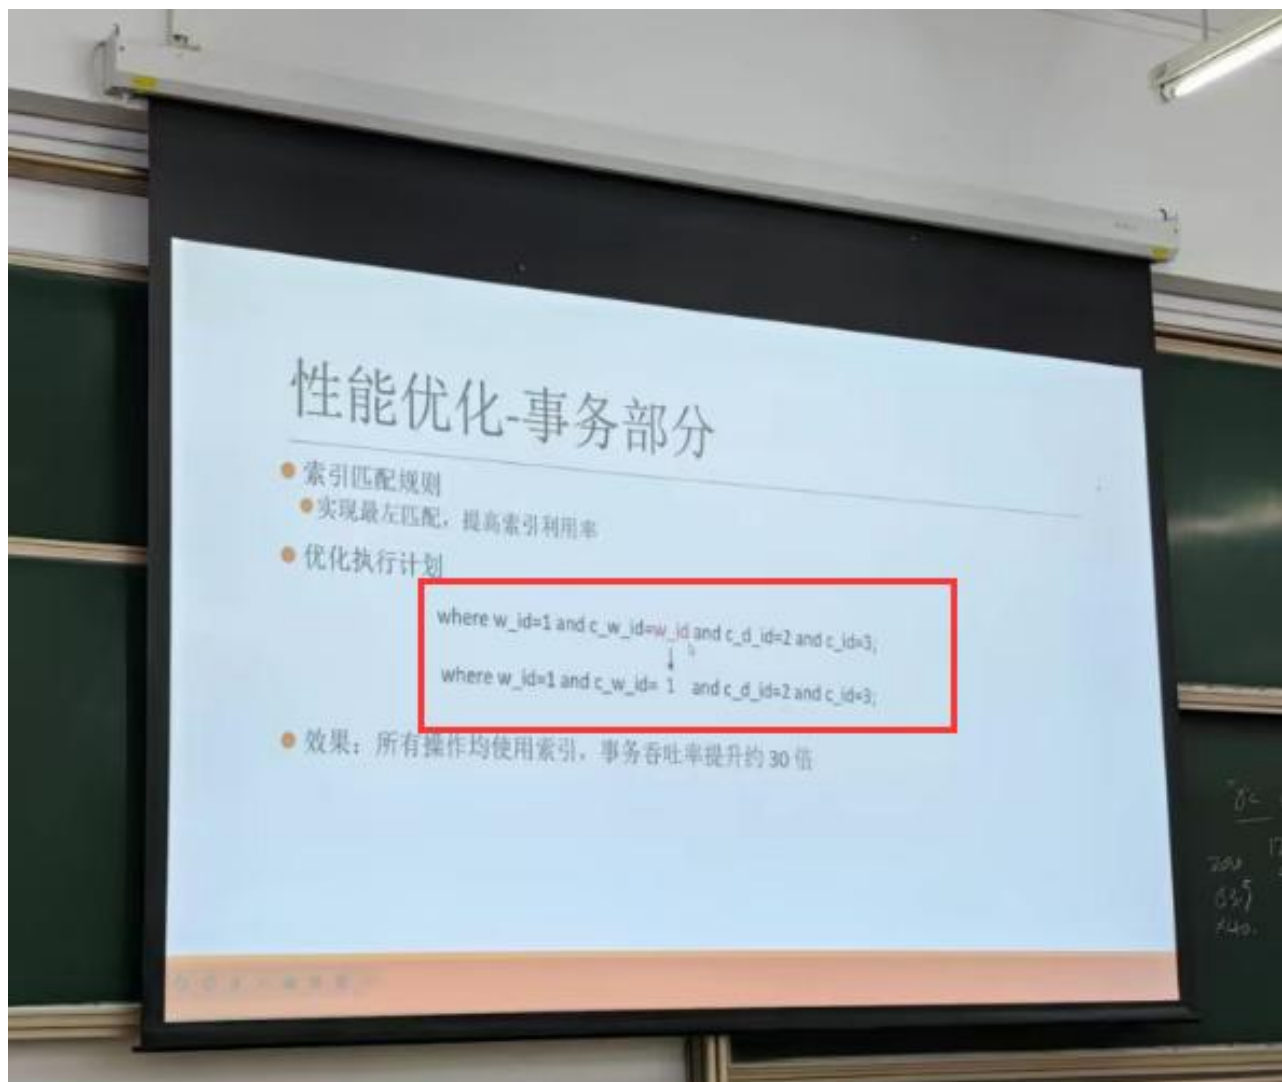 性能优化-事务部分
索引匹配规则
实现最左匹配，提高索引利用率
优化执行计划
where w_id=1 and c_w_id=w_id and c_d_id=2 and c_id=3;
where w_id=1 and c_w_id= 1 and c_d_id=2 and c_id=3;
效果：所有操作均使用索引，事务吞吐率提升约 30 倍